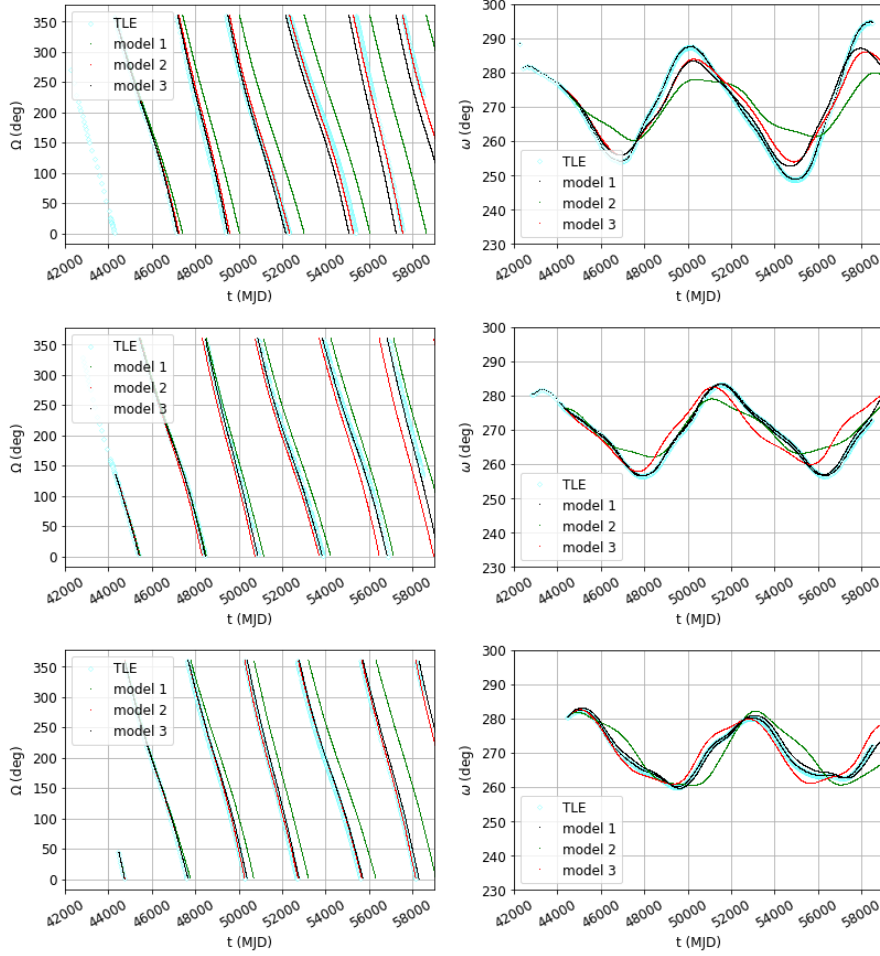 350
300
250
200
150
100
50
0
Ω (deg)
TLE
model 1
model 2
model 3
42000
44000
46000
48000
50000
52000
54000
56000
58000
t (MJD)
300
290
280
270
260
250
240
230
ω (deg)
TLE
model 1
model 2
model 3
42000
44000
46000
48000
50000
52000
54000
56000
58000
t (MJD)
350
300
250
200
150
100
50
0
Ω (deg)
TLE
model 1
model 2
model 3
42000
44000
46000
48000
50000
52000
54000
56000
58000
t (MJD)
300
290
280
270
260
250
240
230
ω (deg)
TLE
model 1
model 2
model 3
42000
44000
46000
48000
50000
52000
54000
56000
58000
t (MJD)
350
300
250
200
150
100
50
0
Ω (deg)
TLE
model 1
model 2
model 3
42000
44000
46000
48000
50000
52000
54000
56000
58000
t (MJD)
300
290
280
270
260
250
240
230
ω (deg)
TLE
model 1
model 2
model 3
42000
44000
46000
48000
50000
52000
54000
56000
58000
t (MJD)